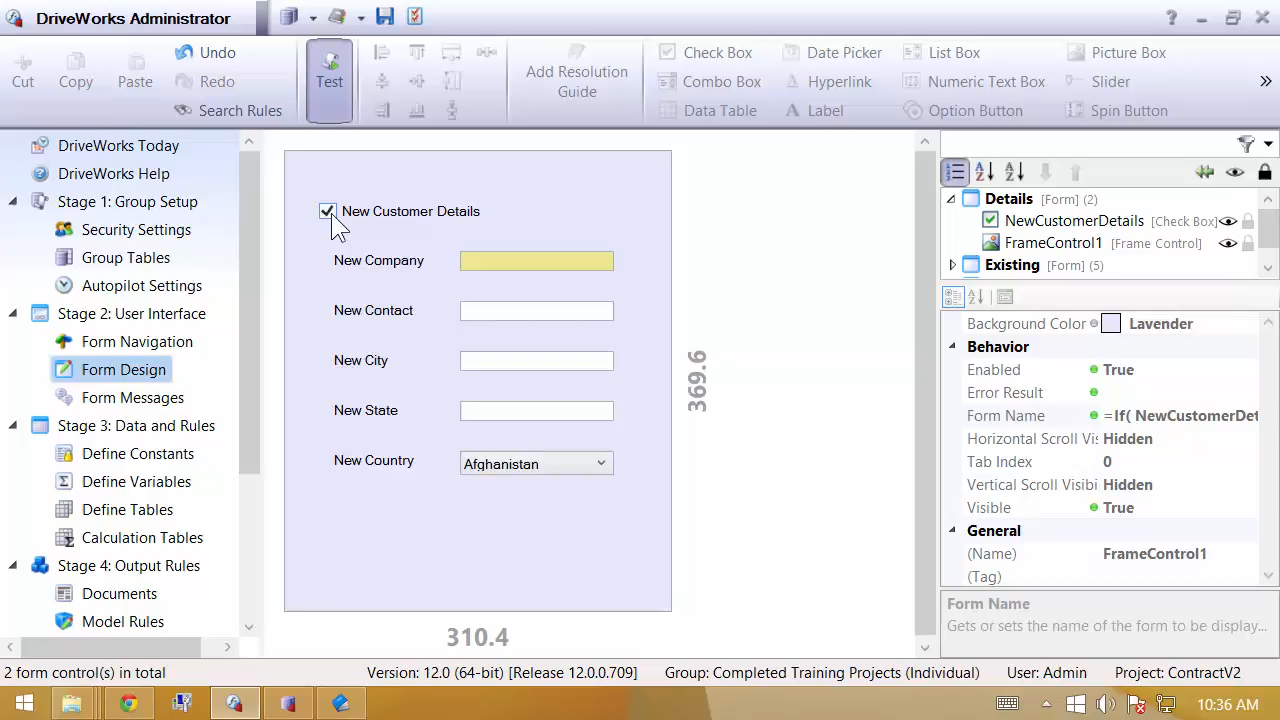 DriveWorks Administrator
Cut
Copy
Paste
Undo
Redo
Search Rules
Test
Add Resolution
Guide
Check Box
Combo Box
Data Table
Date Picker
Hyperlink
Label
List Box
Numeric Text Box
Option Button
Picture Box
Slider
Spin Button
DriveWorks Today
DriveWorks Help
Stage 1: Group Setup
Security Settings
Group Tables
Autopilot Settings
Stage 2: User Interface
Form Navigation
Form Design
Form Messages
Stage 3: Data and Rules
Define Constants
Define Variables
Define Tables
Calculation Tables
Stage 4: Output Rules
Documents
Model Rules
New Customer Details
New Company
New Contact
New City
New State
New Country Afghanistan
369.6
310.4
Details [Form] (2)
NewCustomerDetails [Check Box]
FrameControl1 [Frame Control]
Existing [Form] (5)
Background Color Lavender
Behavior
Enabled True
Error Result
Form Name =If( NewCustomerDet
Horizontal Scroll Vis Hidden
Tab Index 0
Vertical Scroll Visibi Hidden
Visible True
General
(Name) FrameControl1
(Tag)
Form Name
Gets or sets the name of the form to be display...
2 form control(s) in total
Version: 12.0 (64-bit) [Release 12.0.0.709]
Group: Completed Training Projects (Individual)
User: Admin
Project: ContractV2
10:36 AM